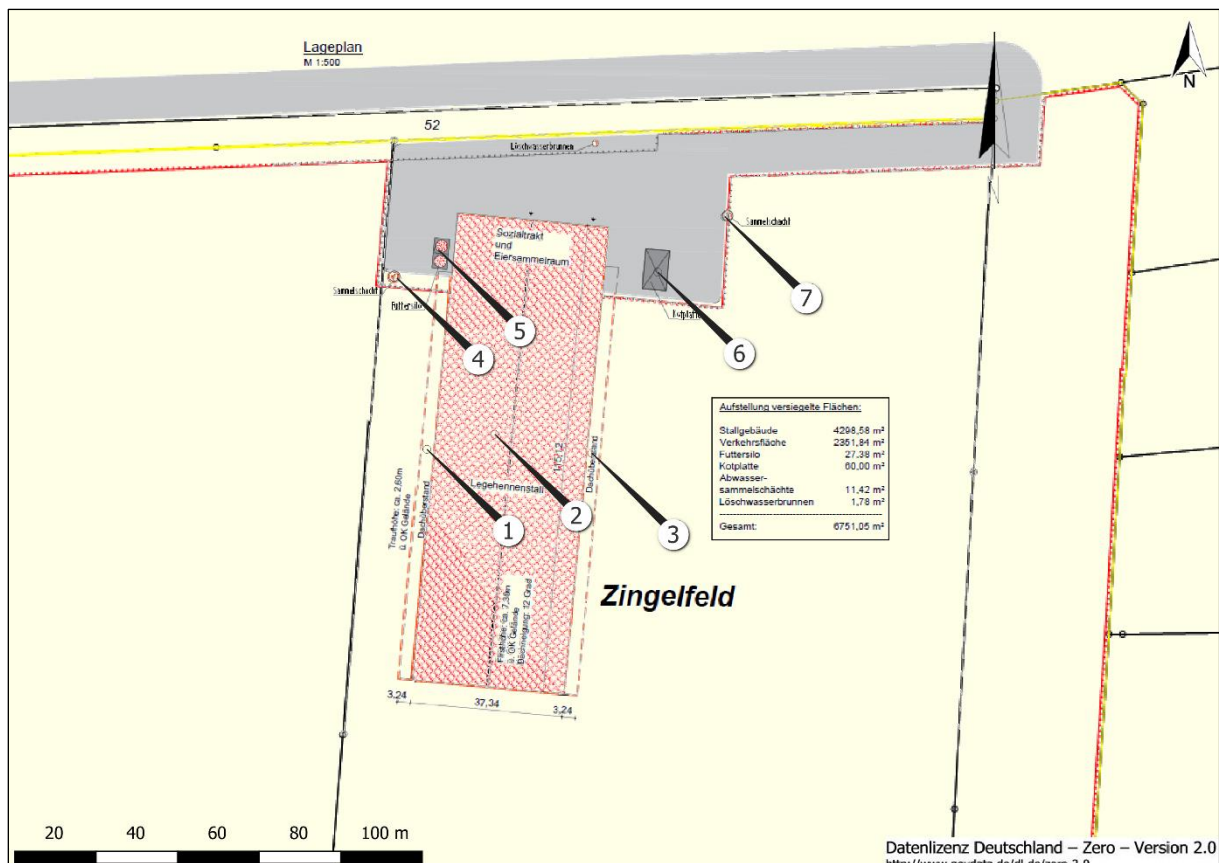 Lageplan
M 1:500
N
52
Löschwasserbrunnen
Sammelschacht
Sozialtrakt
und
Eiersammelraum
Sammelschacht
Futtersilo
Kotplatte
7
5
4
6
Aufstellung versiegelte Flächen:
Stallgebäude 4298,58 m²
Verkehrsfläche 2351,84 m²
Futtersilo 27,38 m²
Kotplatte 60,00 m²
Abwasser-
sammelschächte 11,42 m²
Löschwasserbrunnen 1,78 m²
Gesamt: 6751,05 m²
Dachüberstand
Legehennenstall
Traufhöhe: ca. 2,60m
ü. OK Gelände
Dachüberstand
1
2
3
Zingelfeld
Firsthöhe: ca. 7,38m
ü. OK Gelände
Dachneigung: 12 Grad
3,24
37,34
3,24
20 40 60 80 100 m
Datenlizenz Deutschland – Zero – Version 2.0